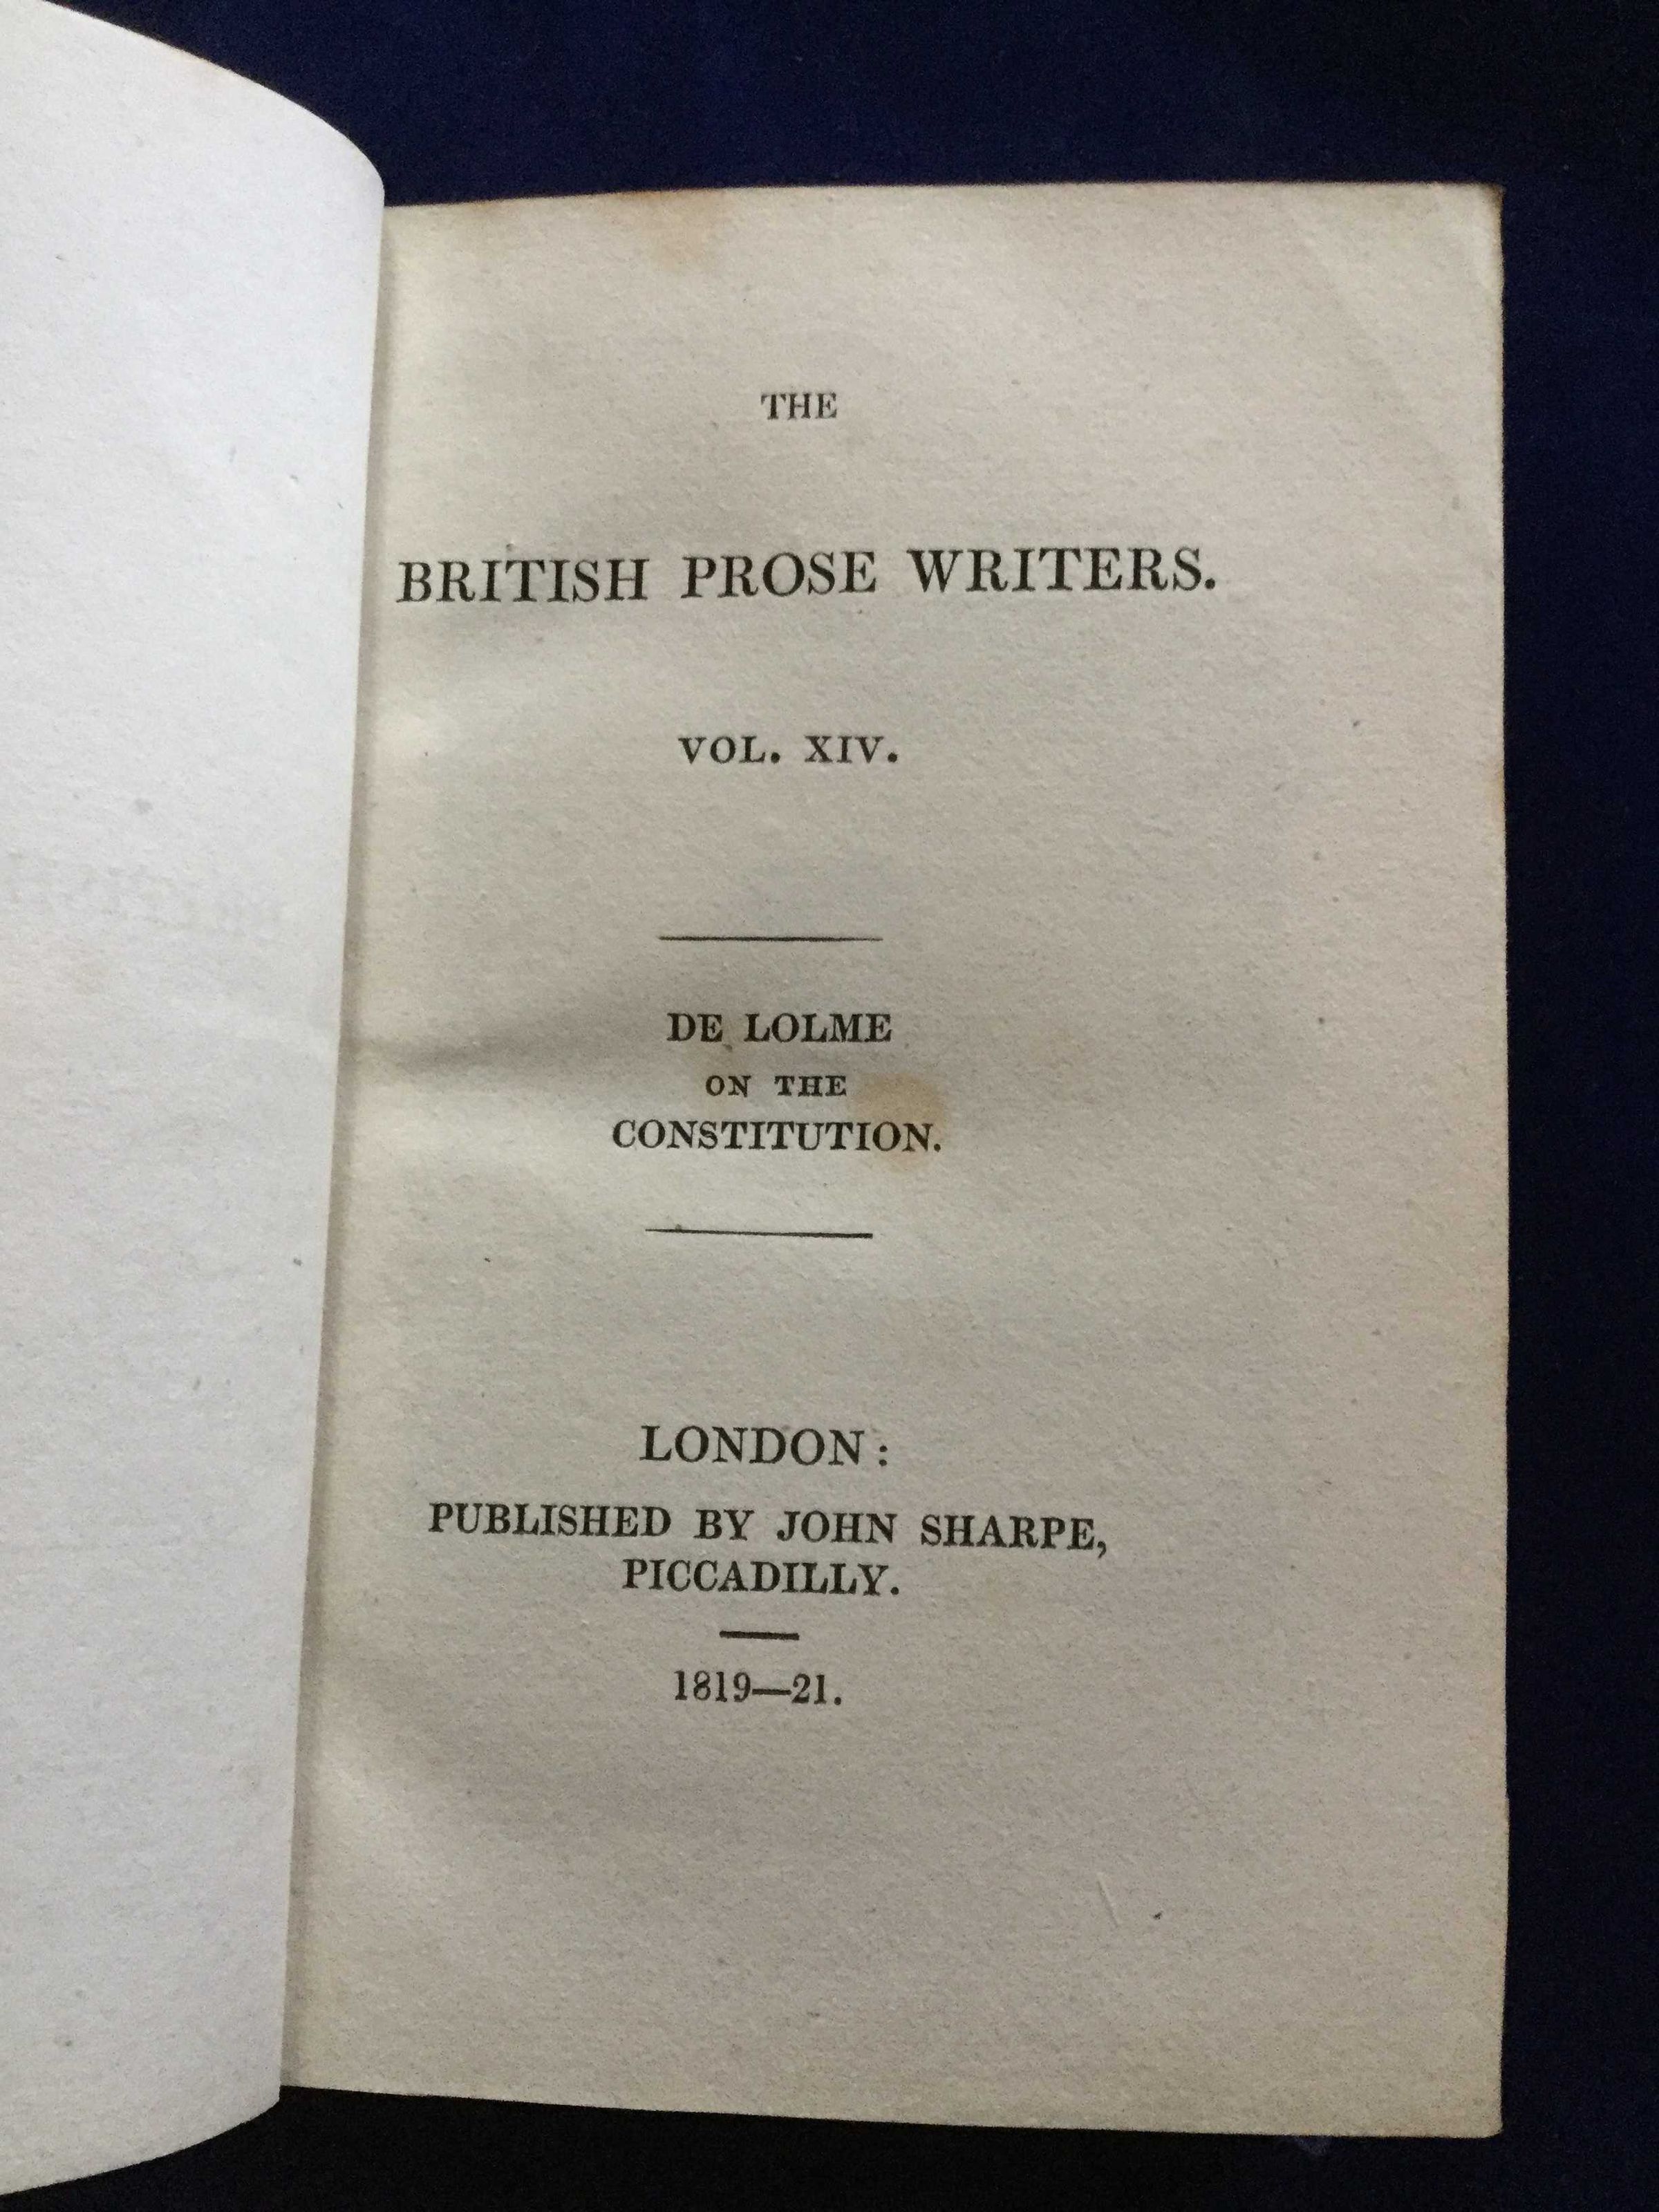 THE
BRITISH PROSE WRITERS.
VOL. XIV.
DE LOLME
ON THE
CONSTITUTION.
LONDON:
PUBLISHED BY JOHN SHARPE,
PICCADILLY.
1819—21.